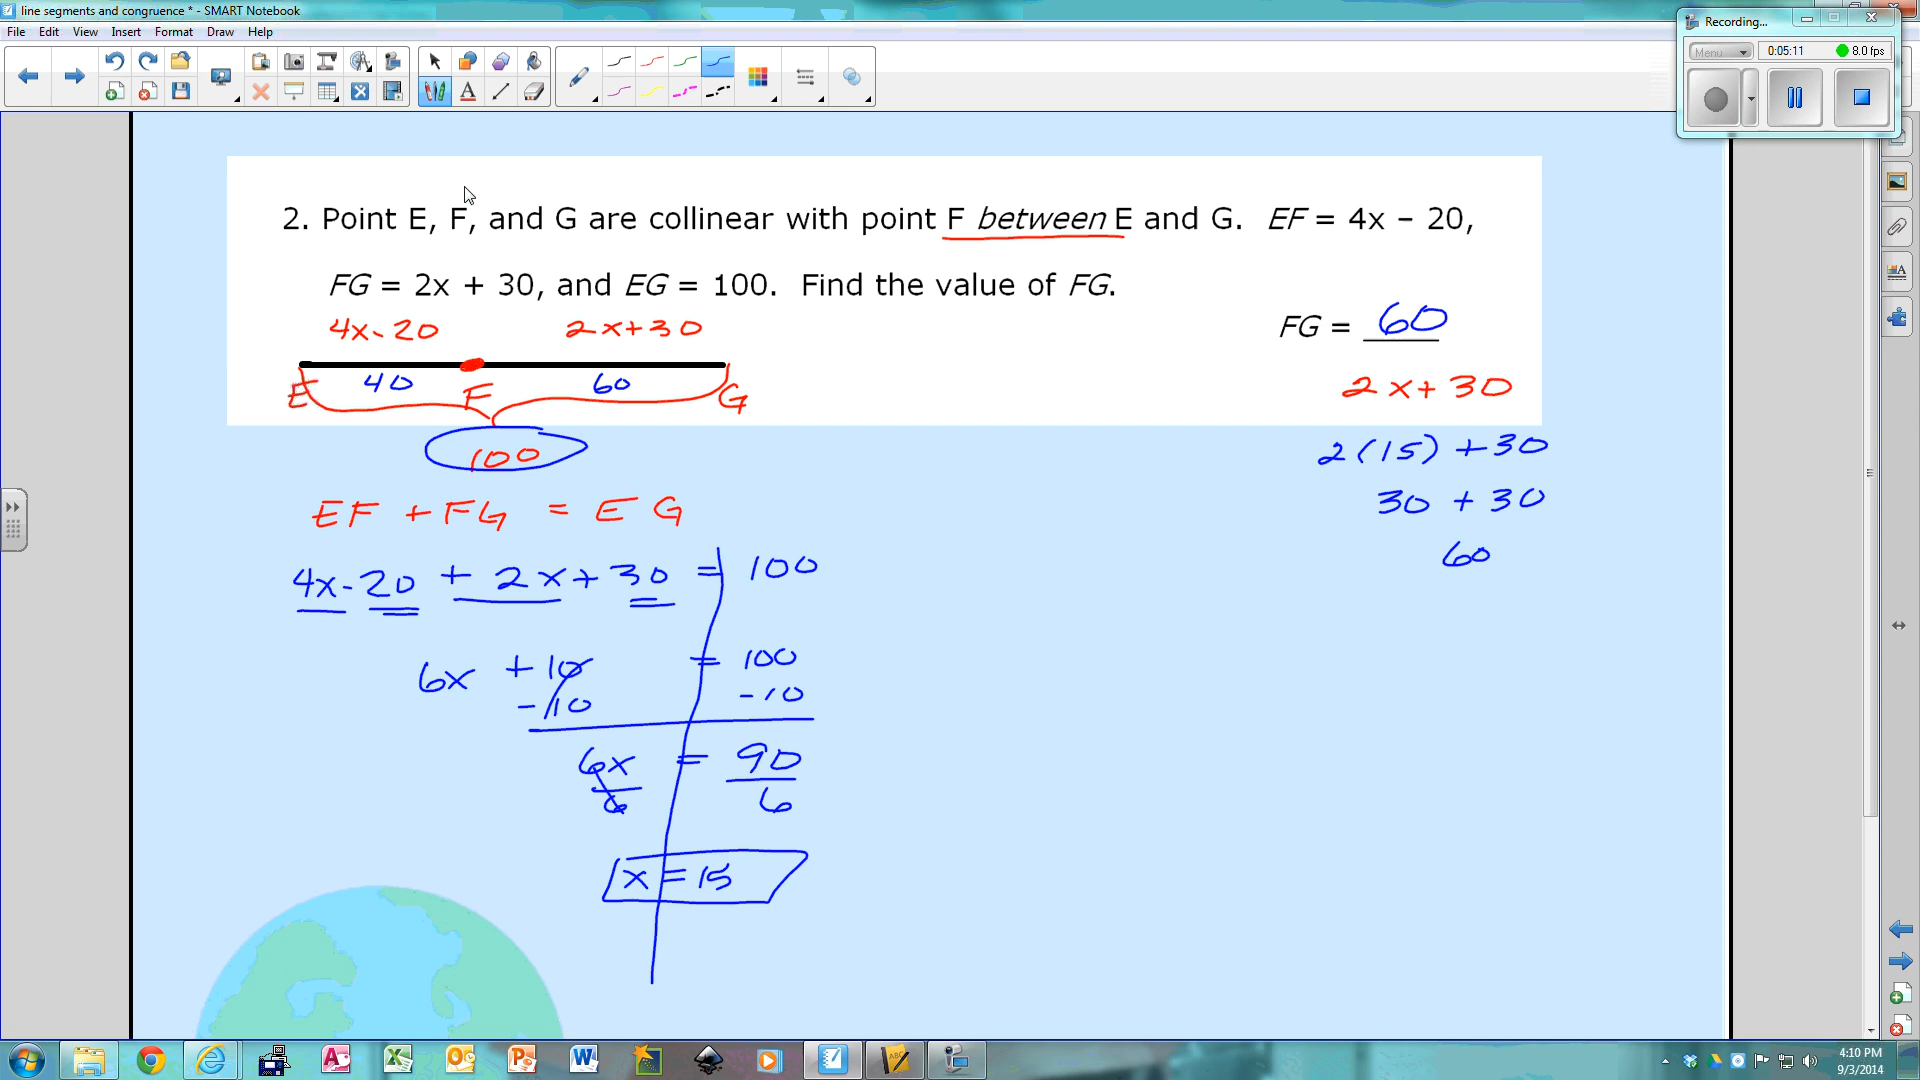 line segments and congruence * - SMART Notebook
File Edit View Insert Format Draw Help
Recording...
Menu 0:05:11 8.0 fps
2. Point E, F, and G are collinear with point F between E and G. EF = 4x – 20,
FG = 2x + 30, and EG = 100. Find the value of FG.
4x-20 2x+30
FG = 60
E 40 F 60 G
2x+30
100
2(15) +30
EF + FG = EG
30 + 30
4x-20 + 2x+30 = 100
60
6x +10 = 100
-10 -10
6x = 90
6 6
x = 15
4:10 PM
9/3/2014